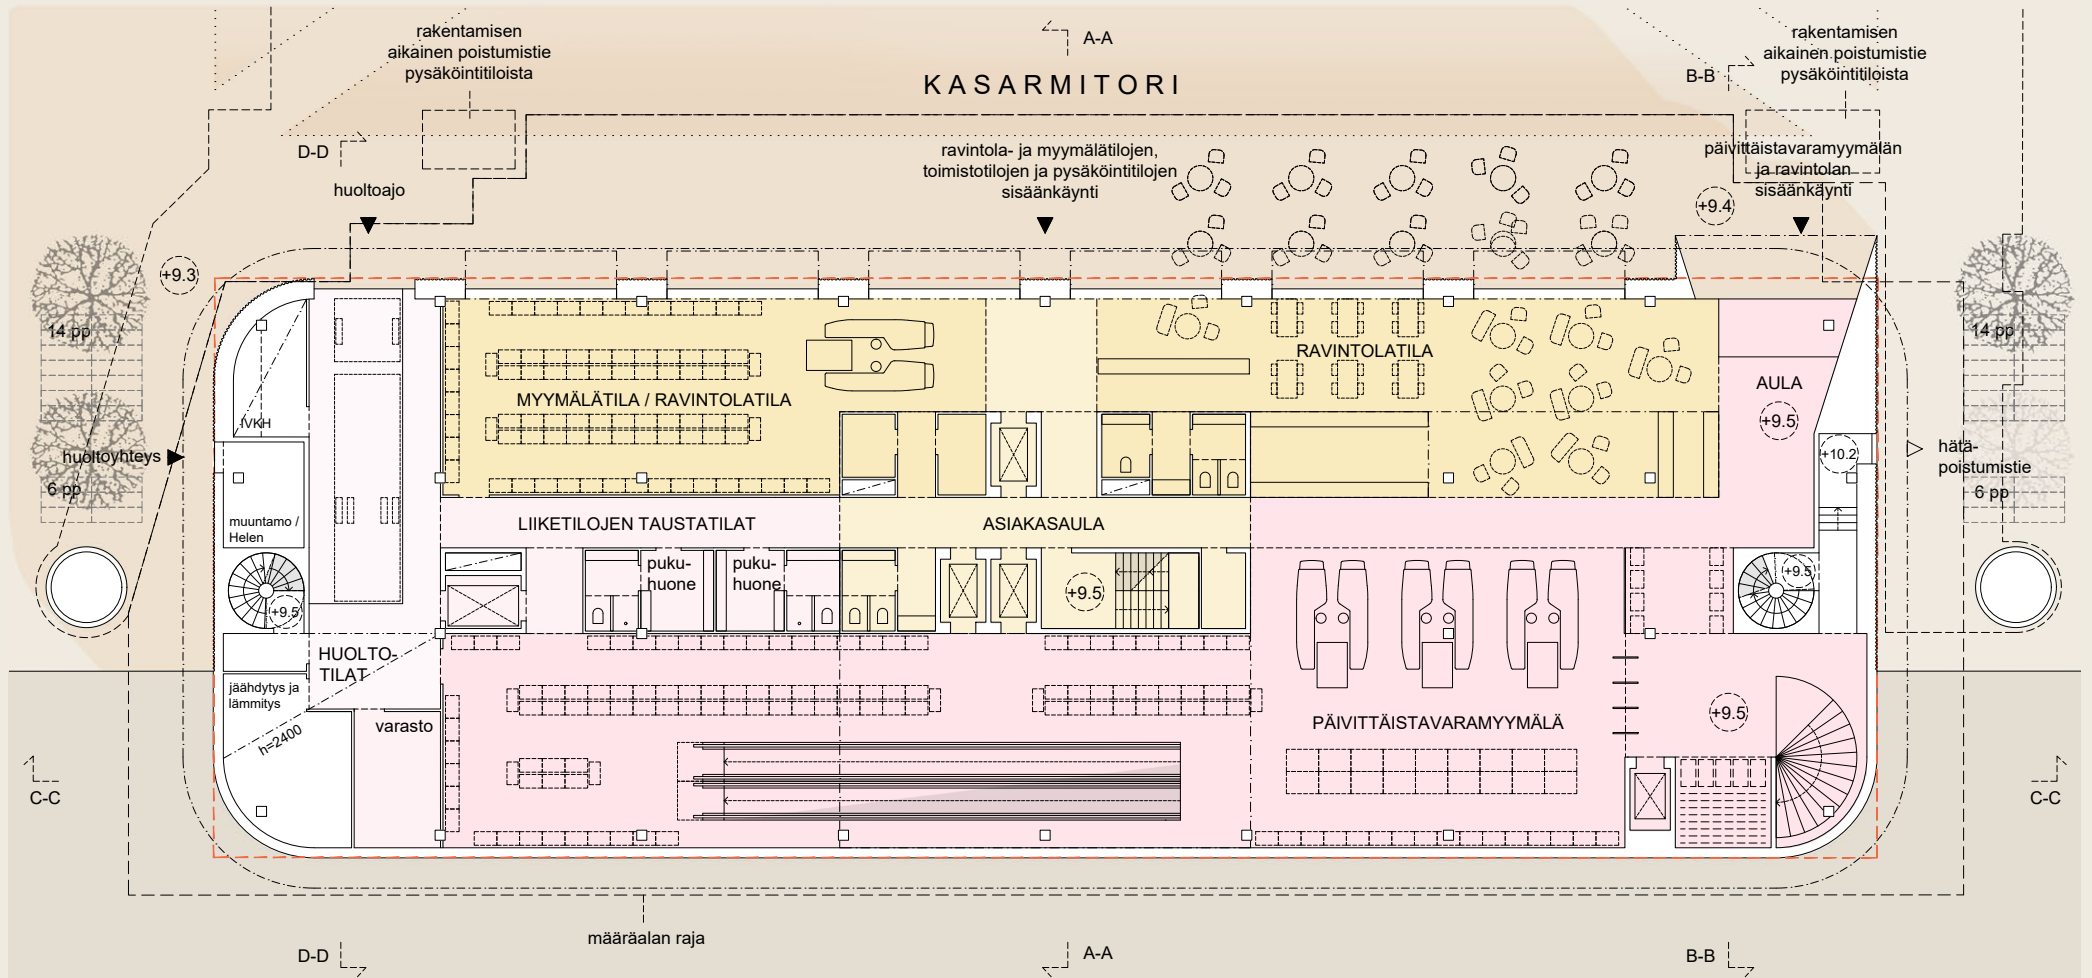 rakentamisen
aikainen poistumistie
pysäköintitiloista
A-A
rakentamisen
aikainen poistumistie
pysäköintitiloista
B-B
KASARMITORI
D-D
huoltoajo
ravintola- ja myymälätilojen,
toimistotilojen ja pysäköintitilojen
sisäänkäynti
päivittäistavaramyymälän
ja ravintolan
sisäänkäynti
+9.4
+9.3
14 pp
14 pp
RAVINTOLATILA
AULA
MYYMÄLÄTILA / RAVINTOLATILA
IVKH
+9.5
huoltoyhteys
+10.2
hätä-
poistumistie
6 pp
6 pp
muuntamo /
Helen
LIIKETILOJEN TAUSTATILAT
ASIAKASAULA
puku-
huone
puku-
huone
+9.5
+9.5
+9.5
HUOLTO-
TILAT
jäähdytys ja
lämmitys
varasto
h=2400
PÄIVITTÄISTAVARAMYYMÄLÄ
+9.5
C-C
C-C
määräalan raja
D-D
A-A
B-B